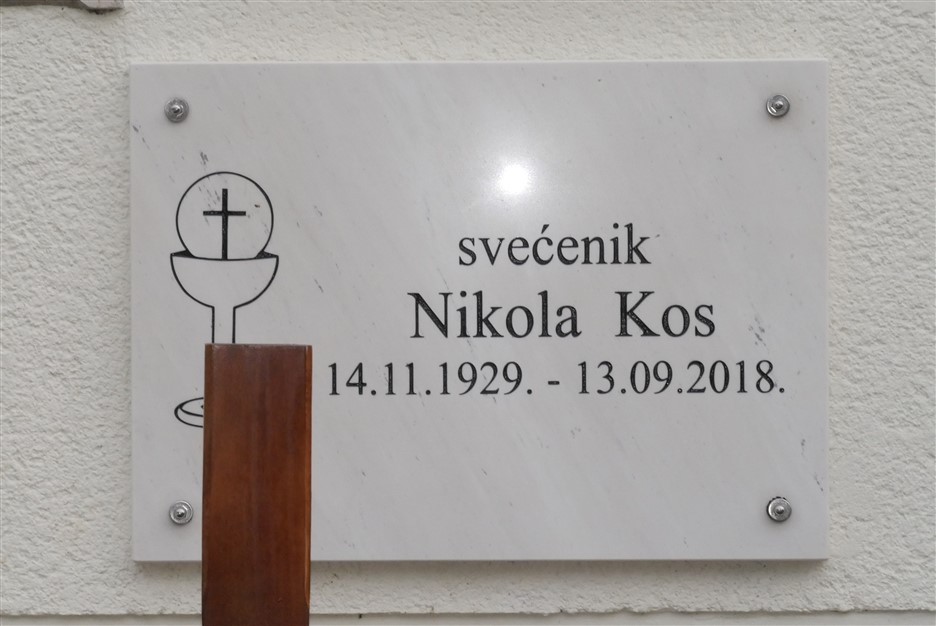 svećenik
Nikola Kos
14.11.1929. - 13.09.2018.